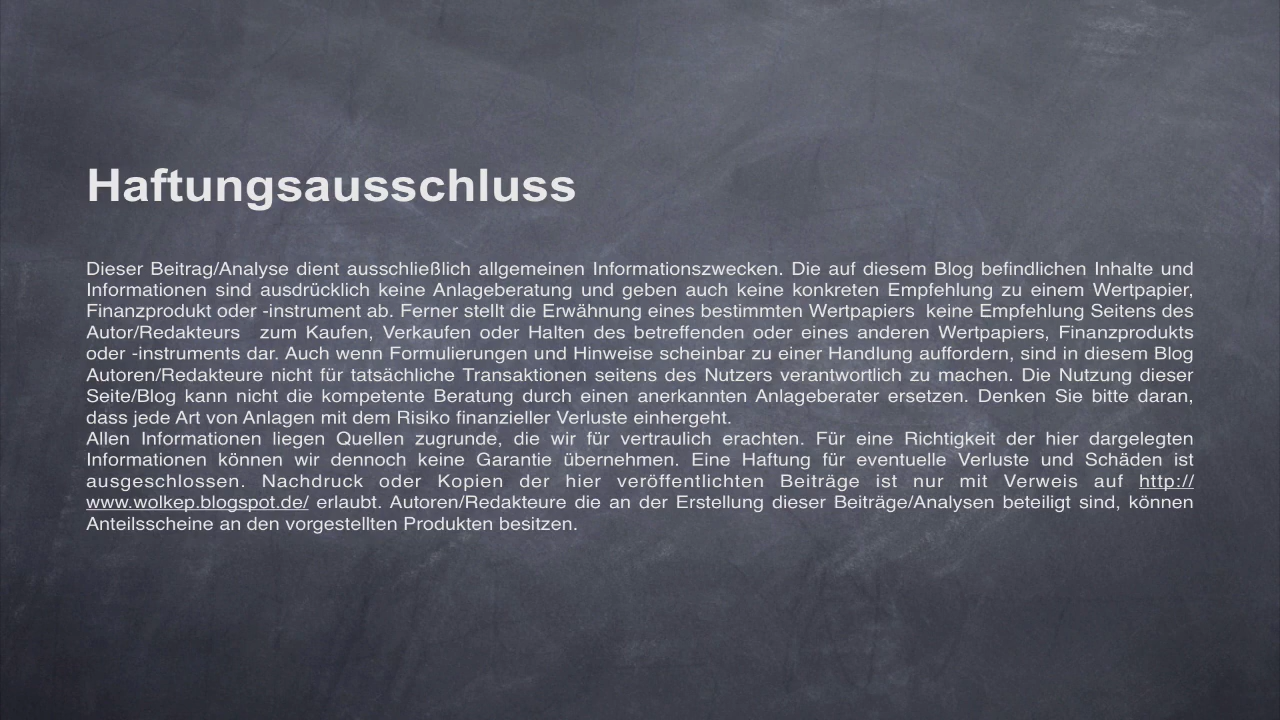 Haftungsausschluss
Dieser Beitrag/Analyse dient ausschließlich allgemeinen Informationszwecken. Die auf diesem Blog befindlichen Inhalte und
Informationen sind ausdrücklich keine Anlageberatung und geben auch keine konkreten Empfehlung zu einem Wertpapier,
Finanzprodukt oder -instrument ab. Ferner stellt die Erwähnung eines bestimmten Wertpapiers  keine Empfehlung Seitens des
Autor/Redakteurs  zum Kaufen, Verkaufen oder Halten des betreffenden oder eines anderen Wertpapiers, Finanzprodukts
oder -instruments dar. Auch wenn Formulierungen und Hinweise scheinbar zu einer Handlung auffordern, sind in diesem Blog
Autoren/Redakteure nicht für tatsächliche Transaktionen seitens des Nutzers verantwortlich zu machen. Die Nutzung dieser
Seite/Blog kann nicht die kompetente Beratung durch einen anerkannten Anlageberater ersetzen. Denken Sie bitte daran,
dass jede Art von Anlagen mit dem Risiko finanzieller Verluste einhergeht.
Allen Informationen liegen Quellen zugrunde, die wir für vertraulich erachten. Für eine Richtigkeit der hier dargelegten
Informationen können wir dennoch keine Garantie übernehmen. Eine Haftung für eventuelle Verluste und Schäden ist
ausgeschlossen. Nachdruck oder Kopien der hier veröffentlichten Beiträge ist nur mit Verweis auf http://
www.wolkep.blogspot.de/ erlaubt. Autoren/Redakteure die an der Erstellung dieser Beiträge/Analysen beteiligt sind, können
Anteilsscheine an den vorgestellten Produkten besitzen.